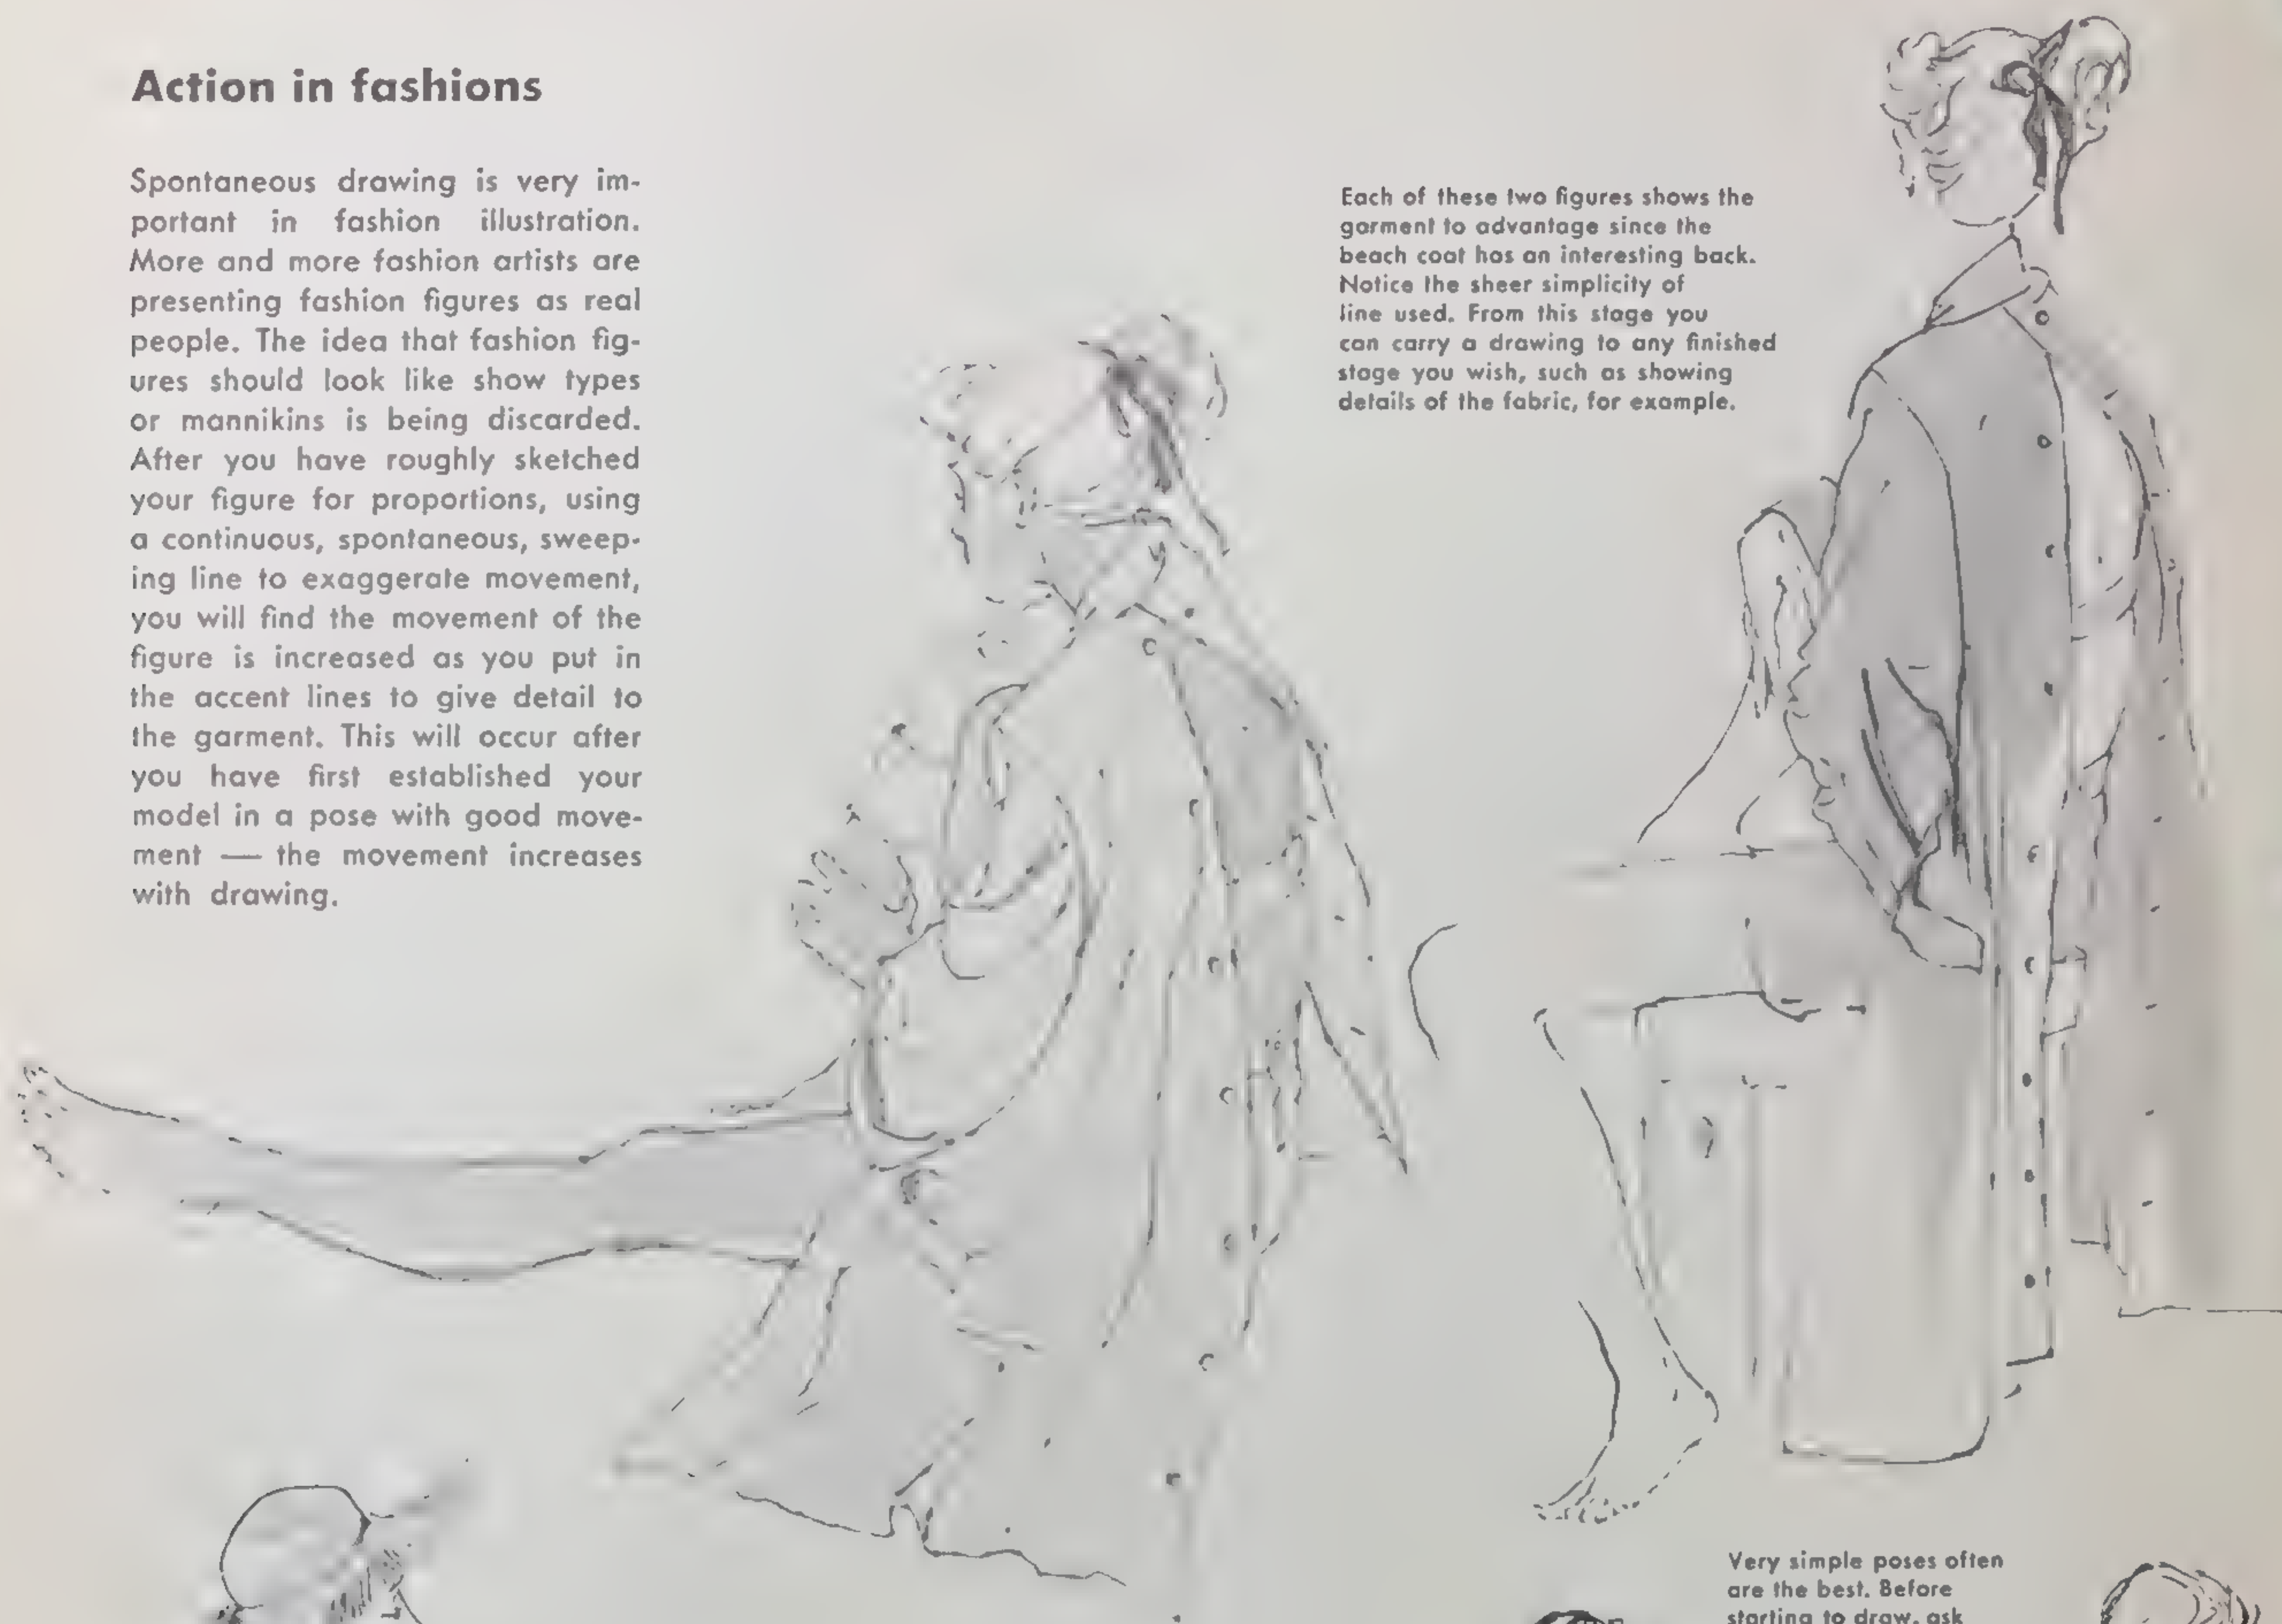 Action in fashions
Spontaneous drawing is very im-
portant in fashion illustration.
More and more fashion artists are
presenting fashion figures as real
people. The idea that fashion fig-
ures should look like show types
or mannikins is being discarded.
After you have roughly sketched
your figure for proportions, using
a continuous, spontaneous, sweep-
ing line to exaggerate movement,
you will find the movement of the
figure is increased as you put in
the accent lines to give detail to
the garment. This will occur after
you have first established your
model in a pose with good move-
ment — the movement increases
with drawing.
Each of these two figures shows the
garment to advantage since the
beach coat has an interesting back.
Notice the sheer simplicity of
line used. From this stage you
can carry a drawing to any finished
stage you wish, such as showing
details of the fabric, for example.
Very simple poses often
are the best. Before
starting to draw, ask